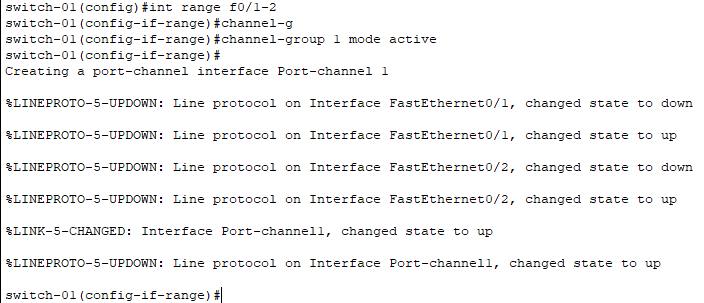 switch-01(config)#int range f0/1-2
switch-01(config-if-range)#channel-g
switch-01(config-if-range)#channel-group 1 mode active
switch-01(config-if-range)#
Creating a port-channel interface Port-channel 1
%LINEPROTO-5-UPDOWN: Line protocol on Interface FastEthernet0/1, changed state to down
%LINEPROTO-5-UPDOWN: Line protocol on Interface FastEthernet0/1, changed state to up
%LINEPROTO-5-UPDOWN: Line protocol on Interface FastEthernet0/2, changed state to down
%LINEPROTO-5-UPDOWN: Line protocol on Interface FastEthernet0/2, changed state to up
%LINK-5-CHANGED: Interface Port-channel1, changed state to up
%LINEPROTO-5-UPDOWN: Line protocol on Interface Port-channel1, changed state to up
switch-01(config-if-range)#